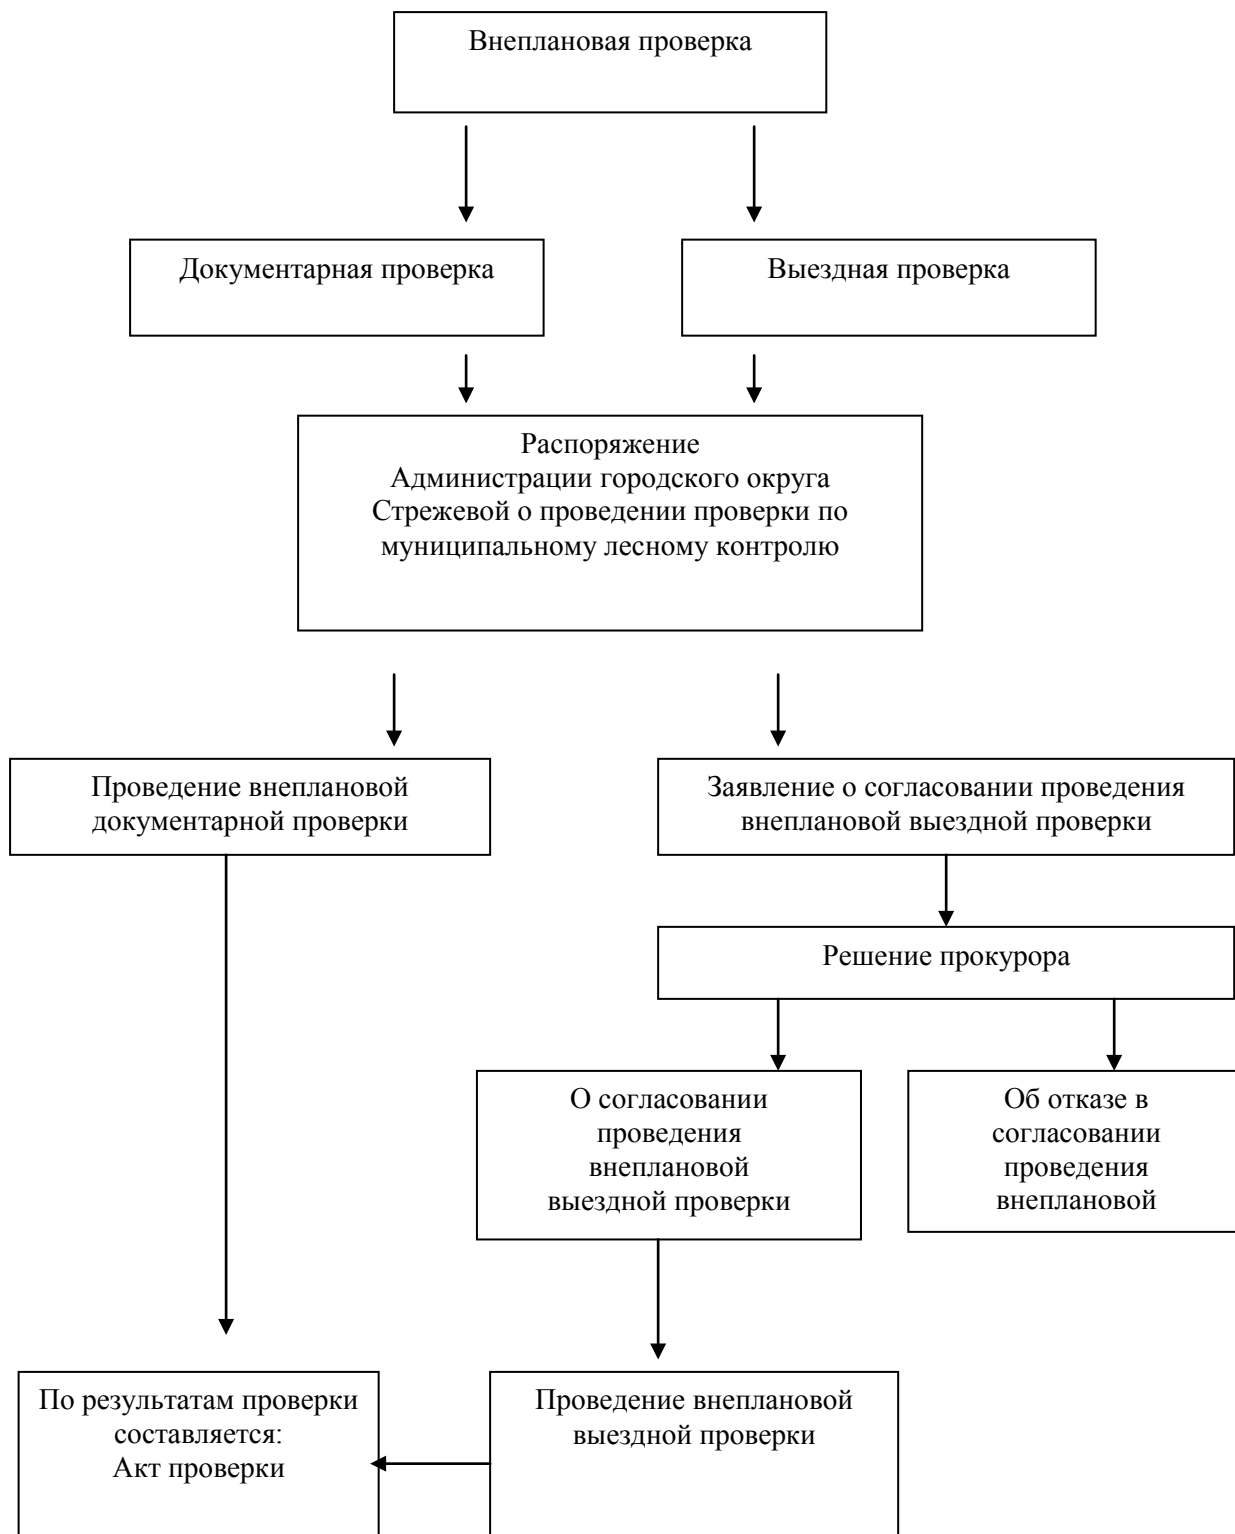 Внеплановая проверка
Документарная проверка
Выездная проверка
Распоряжение
Администрации городского округа
Стрежевой о проведении проверки по
муниципальному лесному контролю
Проведение внеплановой
документарной проверки
Заявление о согласовании проведения
внеплановой выездной проверки
Решение прокурора
О согласовании
проведения
внеплановой
выездной проверки
Об отказе в
согласовании
проведения
внеплановой
По результатам проверки
составляется:
Акт проверки
Проведение внеплановой
выездной проверки